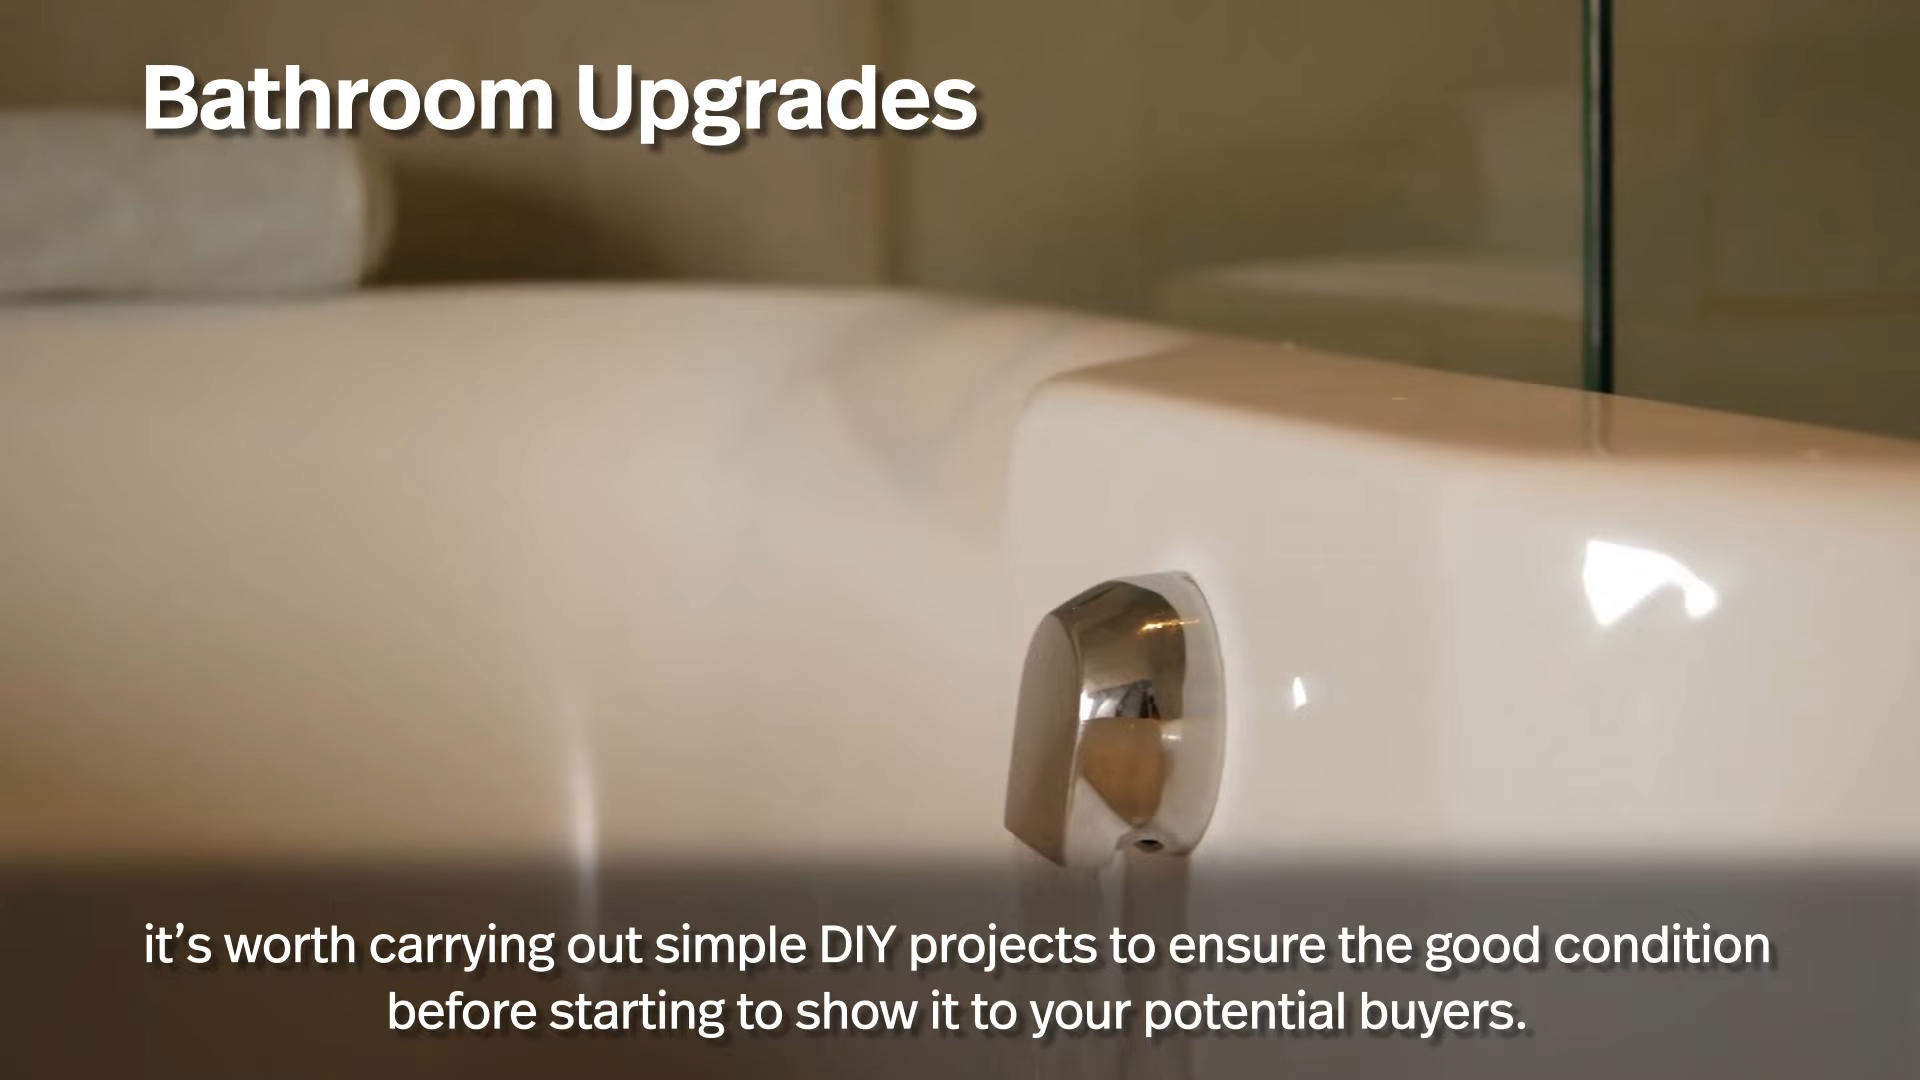 Bathroom Upgrades
it’s worth carrying out simple DIY projects to ensure the good condition
before starting to show it to your potential buyers.